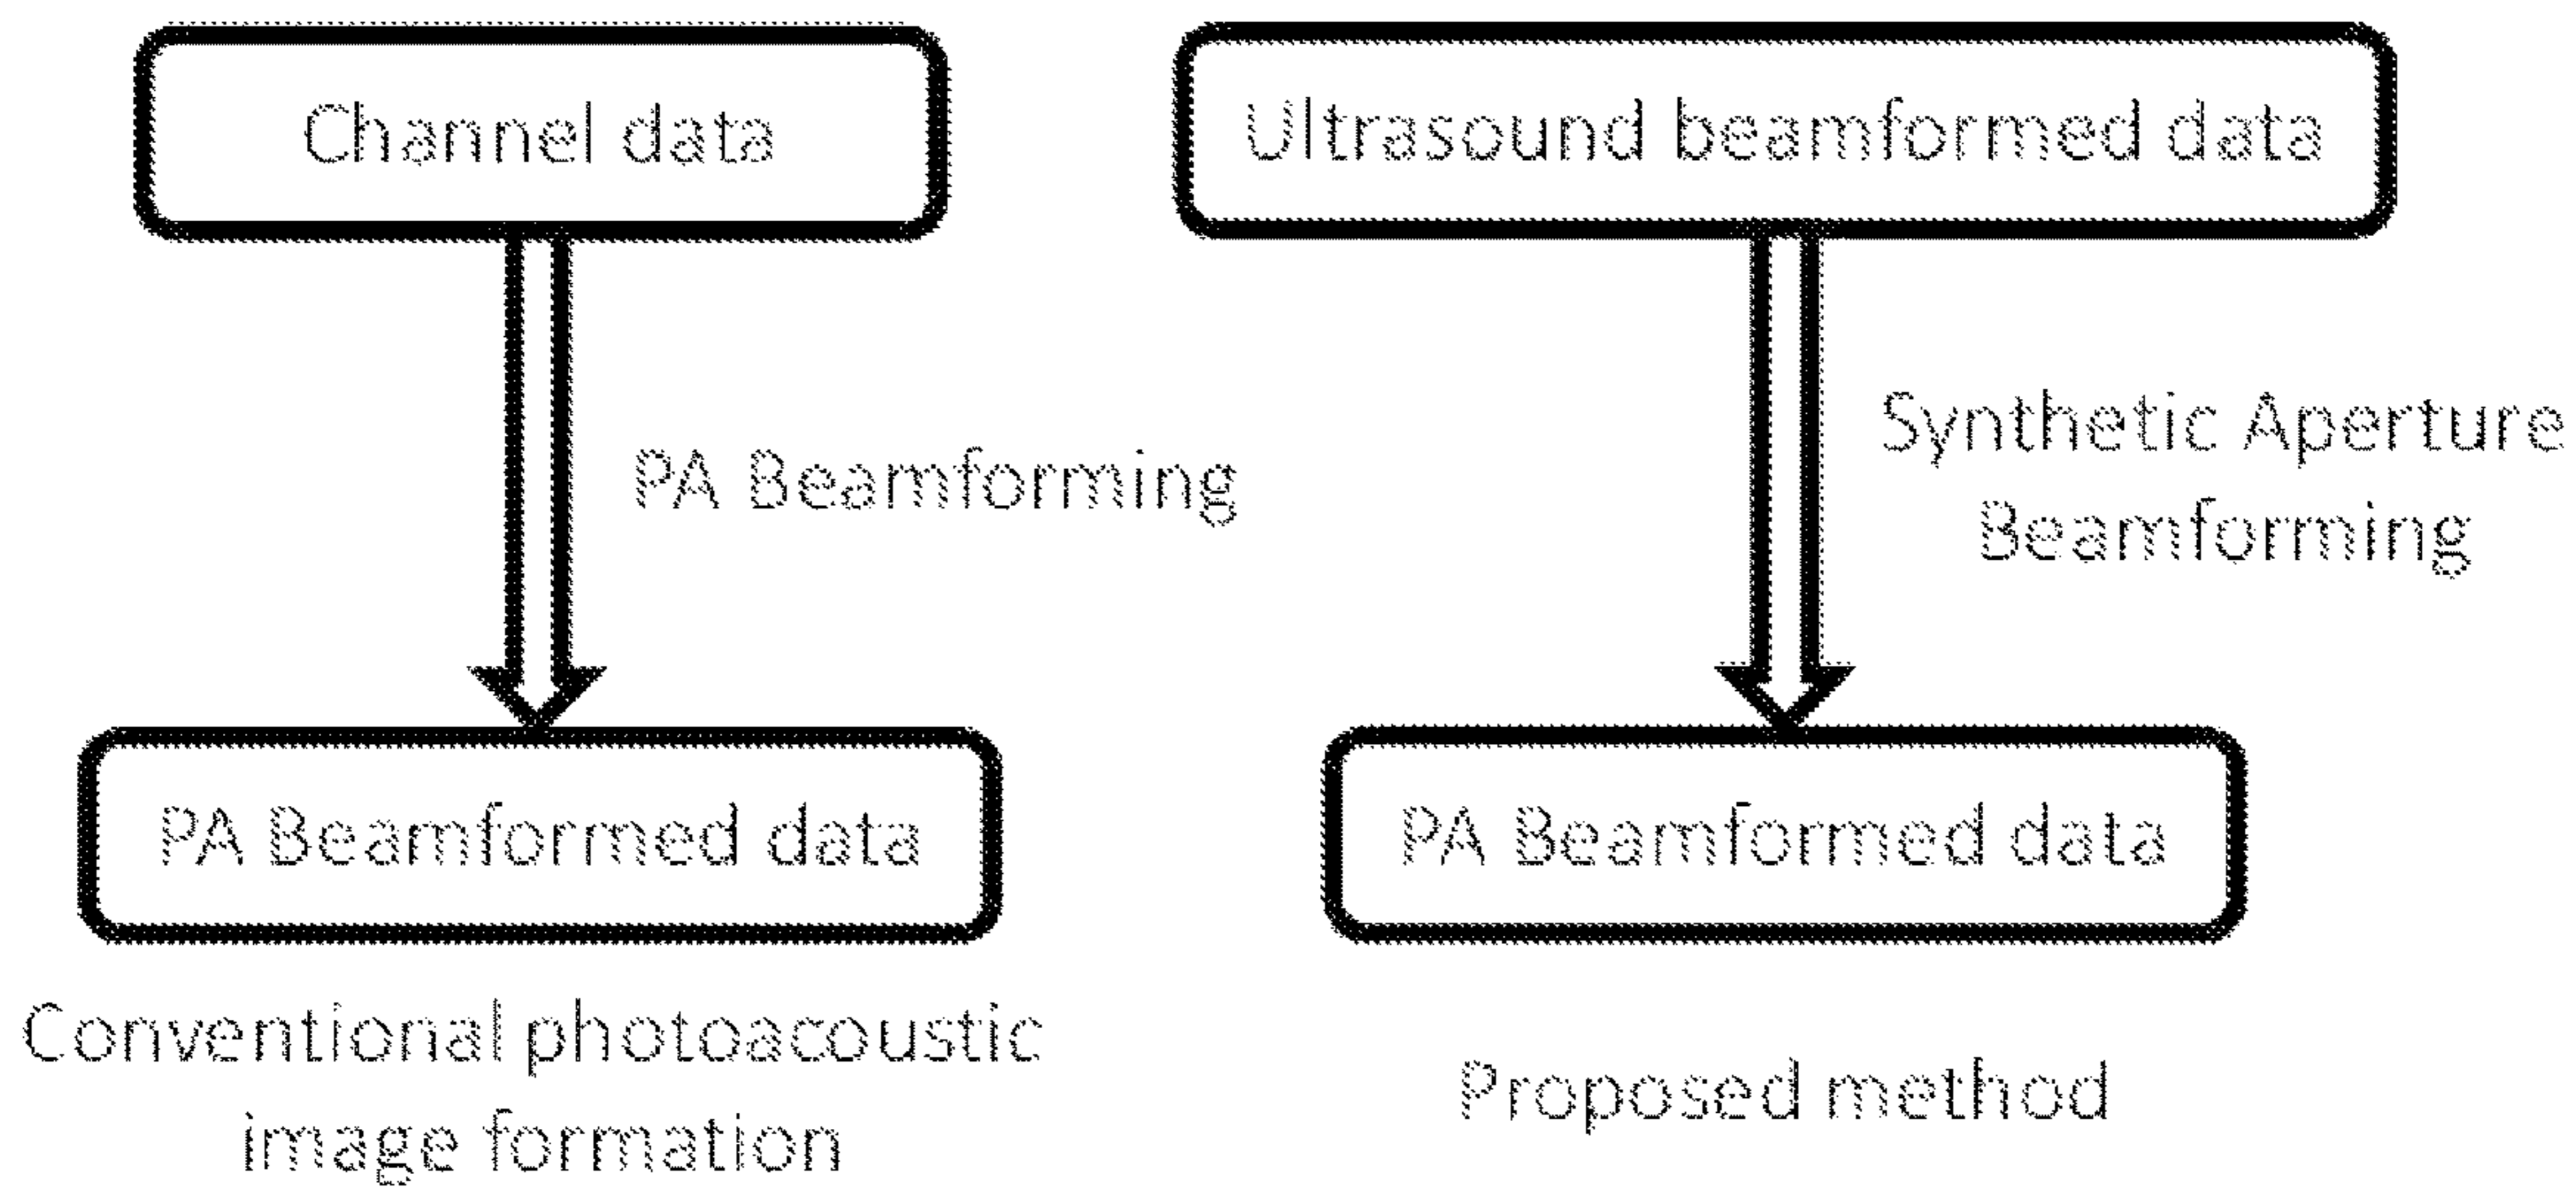 Channel data
PA Beamforming
PA Beamformed data
Conventional photoacoustic
image formation
Ultrasound beamformed data
Synthetic Aperture
Beamforming
PA Beamformed data
Proposed method